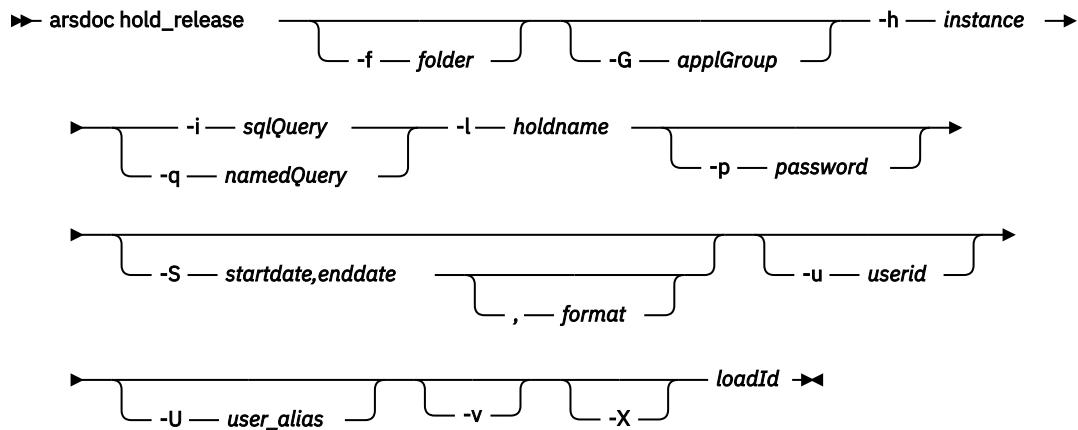 arsdoc hold_release -h instance
-f folder -G applGroup
-i sqlQuery -l holdname
-q namedQuery -p password
-S startdate,enddate -u userid
, format
-U user_alias -v -X loadId